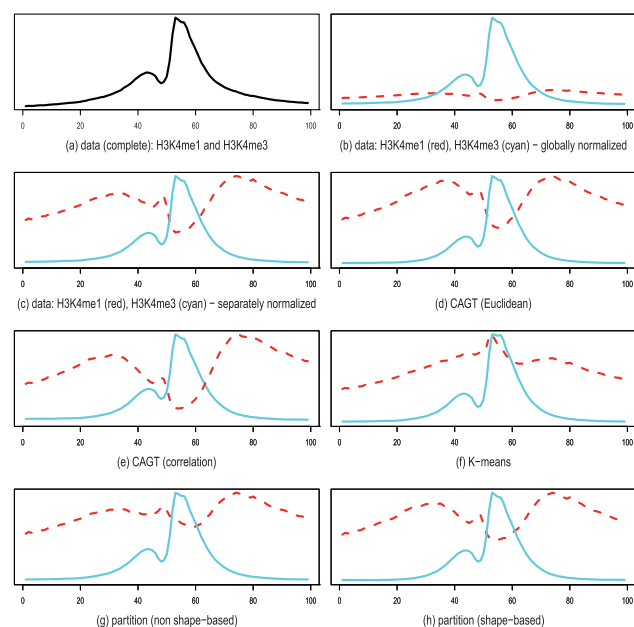 0 20 40 60 80 100 0 20 40 60 80 100
(a) data (complete): H3K4me1 and H3K4me3
(b) data: H3K4me1 (red), H3K4me3 (cyan) − globally normalized
0 20 40 60 80 100 0 20 40 60 80 100
(c) data: H3K4me1 (red), H3K4me3 (cyan) − separately normalized
(d) CAGT (Euclidean)
0 20 40 60 80 100 0 20 40 60 80 100
(e) CAGT (correlation)
(f) K−means
0 20 40 60 80 100 0 20 40 60 80 100
(g) partition (non shape−based)
(h) partition (shape−based)